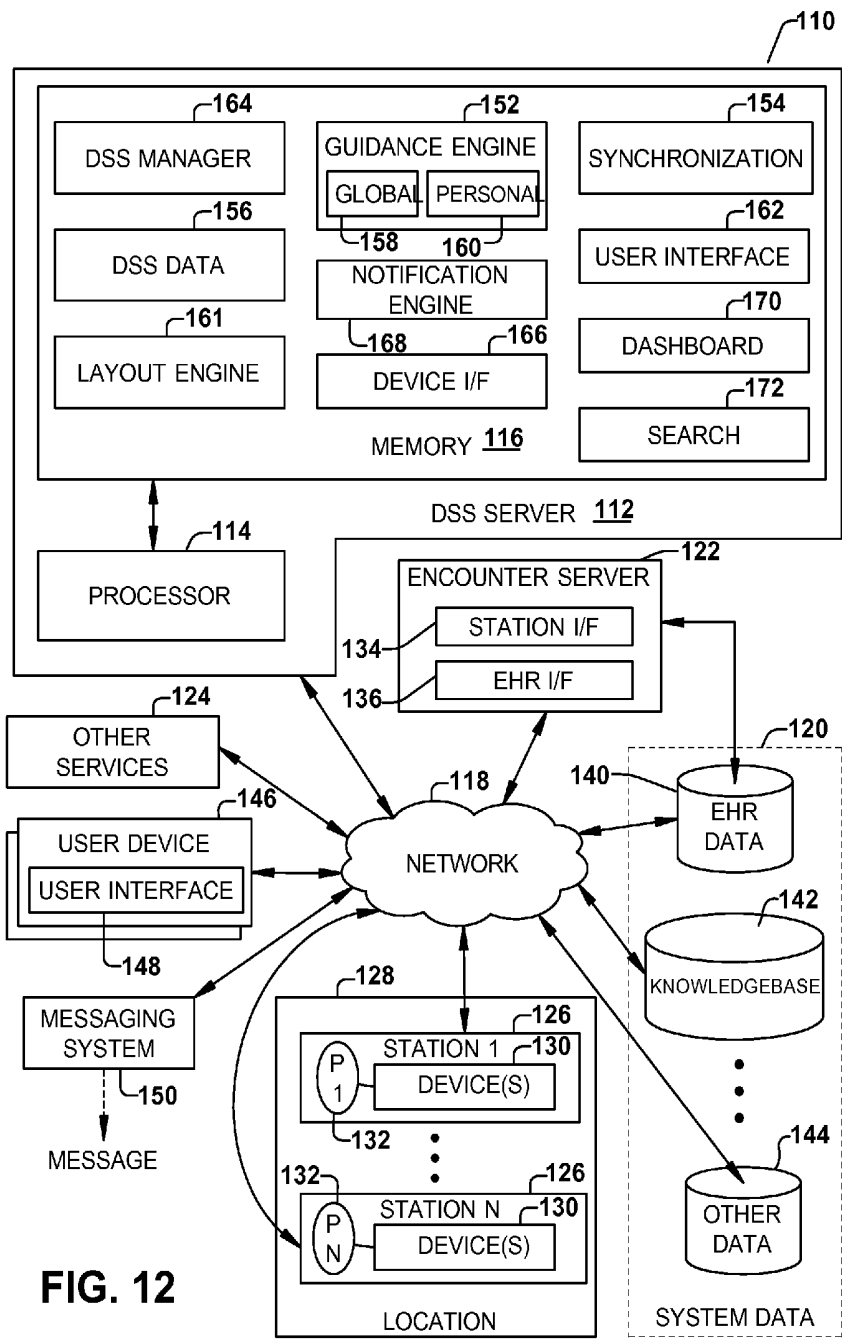 110
164
152
154
DSS MANAGER
GUIDANCE ENGINE
SYNCHRONIZATION
GLOBAL
PERSONAL
156
158
160
162
DSS DATA
NOTIFICATION
ENGINE
USER INTERFACE
161
168
166
170
LAYOUT ENGINE
DEVICE I/F
DASHBOARD
172
MEMORY 116
SEARCH
DSS SERVER 112
114
PROCESSOR
122
ENCOUNTER SERVER
134
STATION I/F
136
EHR I/F
124
OTHER
SERVICES
120
118
140
EHR
DATA
146
USER DEVICE
USER INTERFACE
148
NETWORK
142
KNOWLEDGEBASE
128
MESSAGING
SYSTEM
150
MESSAGE
126
STATION 1
130
P
1
DEVICE(S)
132
132
126
STATION N
130
P
N
DEVICE(S)
144
OTHER
DATA
FIG. 12
LOCATION
SYSTEM DATA